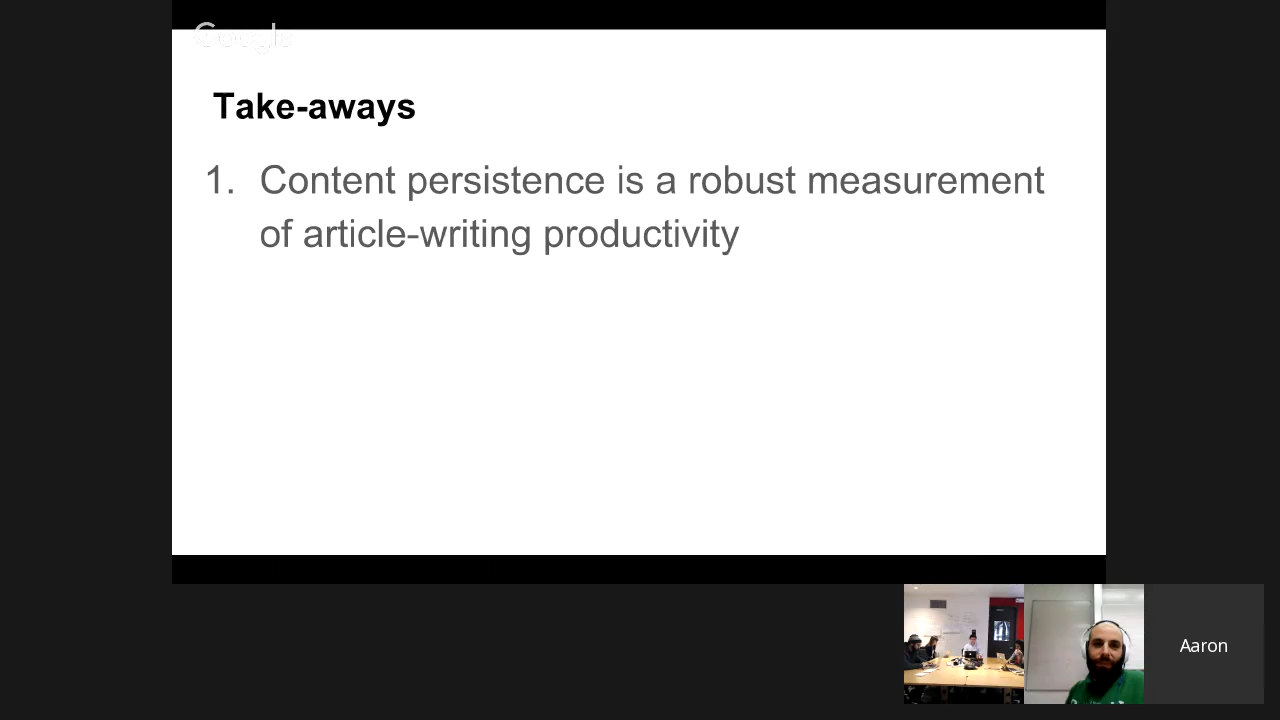 Google
Take-aways
1. Content persistence is a robust measurement
of article-writing productivity
Aaron